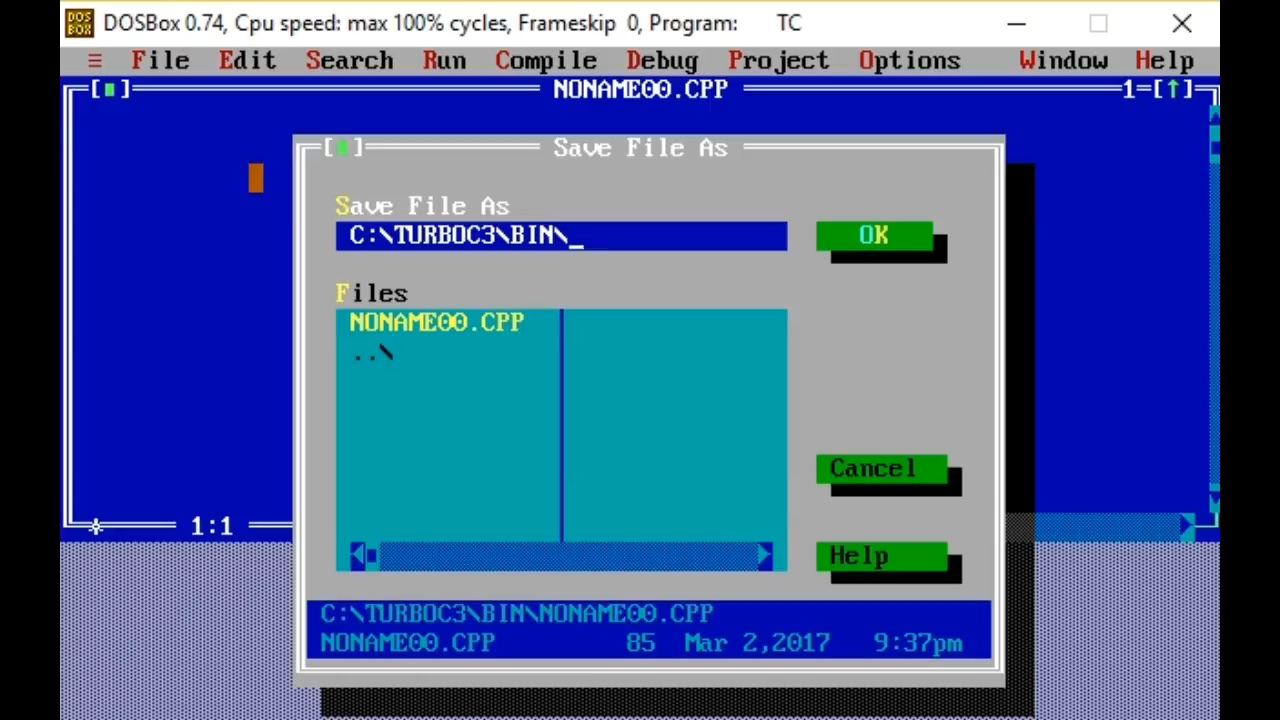 DOSBox 0.74, Cpu speed: max 100% cycles, Frameskip 0, Program: TC
≡ File Edit Search Run Compile Debug Project Options Window Help
NONAME00.CPP 1=[↑]
Save File As
Save File As
C:\TURBOC3\BIN\_
OK
Files
NONAME00.CPP
..\
Cancel
1:1
Help
C:\TURBOC3\BIN\NONAME00.CPP
NONAME00.CPP 85 Mar 2,2017 9:37pm